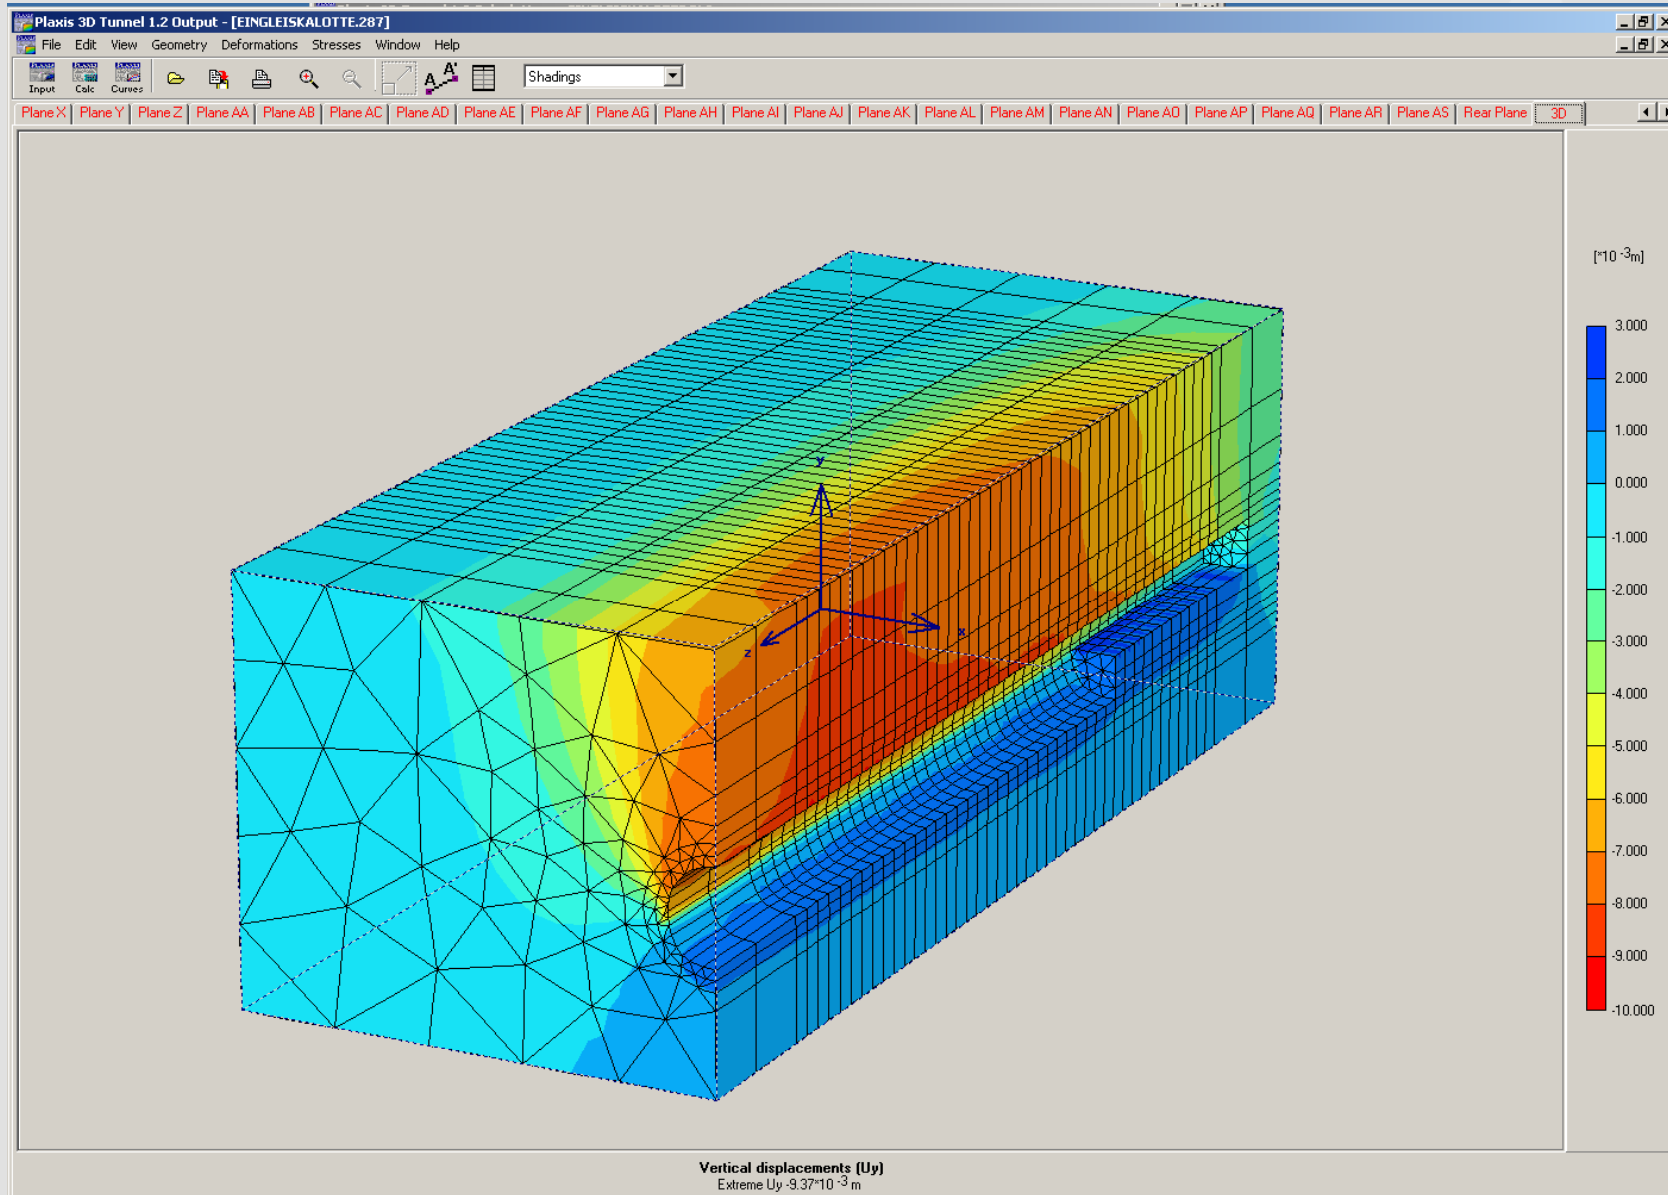 Plaxis 3D Tunnel 1.2 Output - [EINGLEISKALOTTE.287]
File Edit View Geometry Deformations Stresses Window Help
Input Calc Curves A A' Shadings
Plane X Plane Y Plane Z Plane AA Plane AB Plane AC Plane AD Plane AE Plane AF Plane AG Plane AH Plane AI Plane AJ Plane AK Plane AL Plane AM Plane AN Plane AO Plane AP Plane AQ Plane AR Plane AS Rear Plane 3D
[*10 -3m]
3.000
2.000
1.000
0.000
-1.000
-2.000
-3.000
-4.000
-5.000
-6.000
-7.000
-8.000
-9.000
-10.000
y
x
z
Vertical displacements (Uy)
Extreme Uy -9.37*10 -3 m